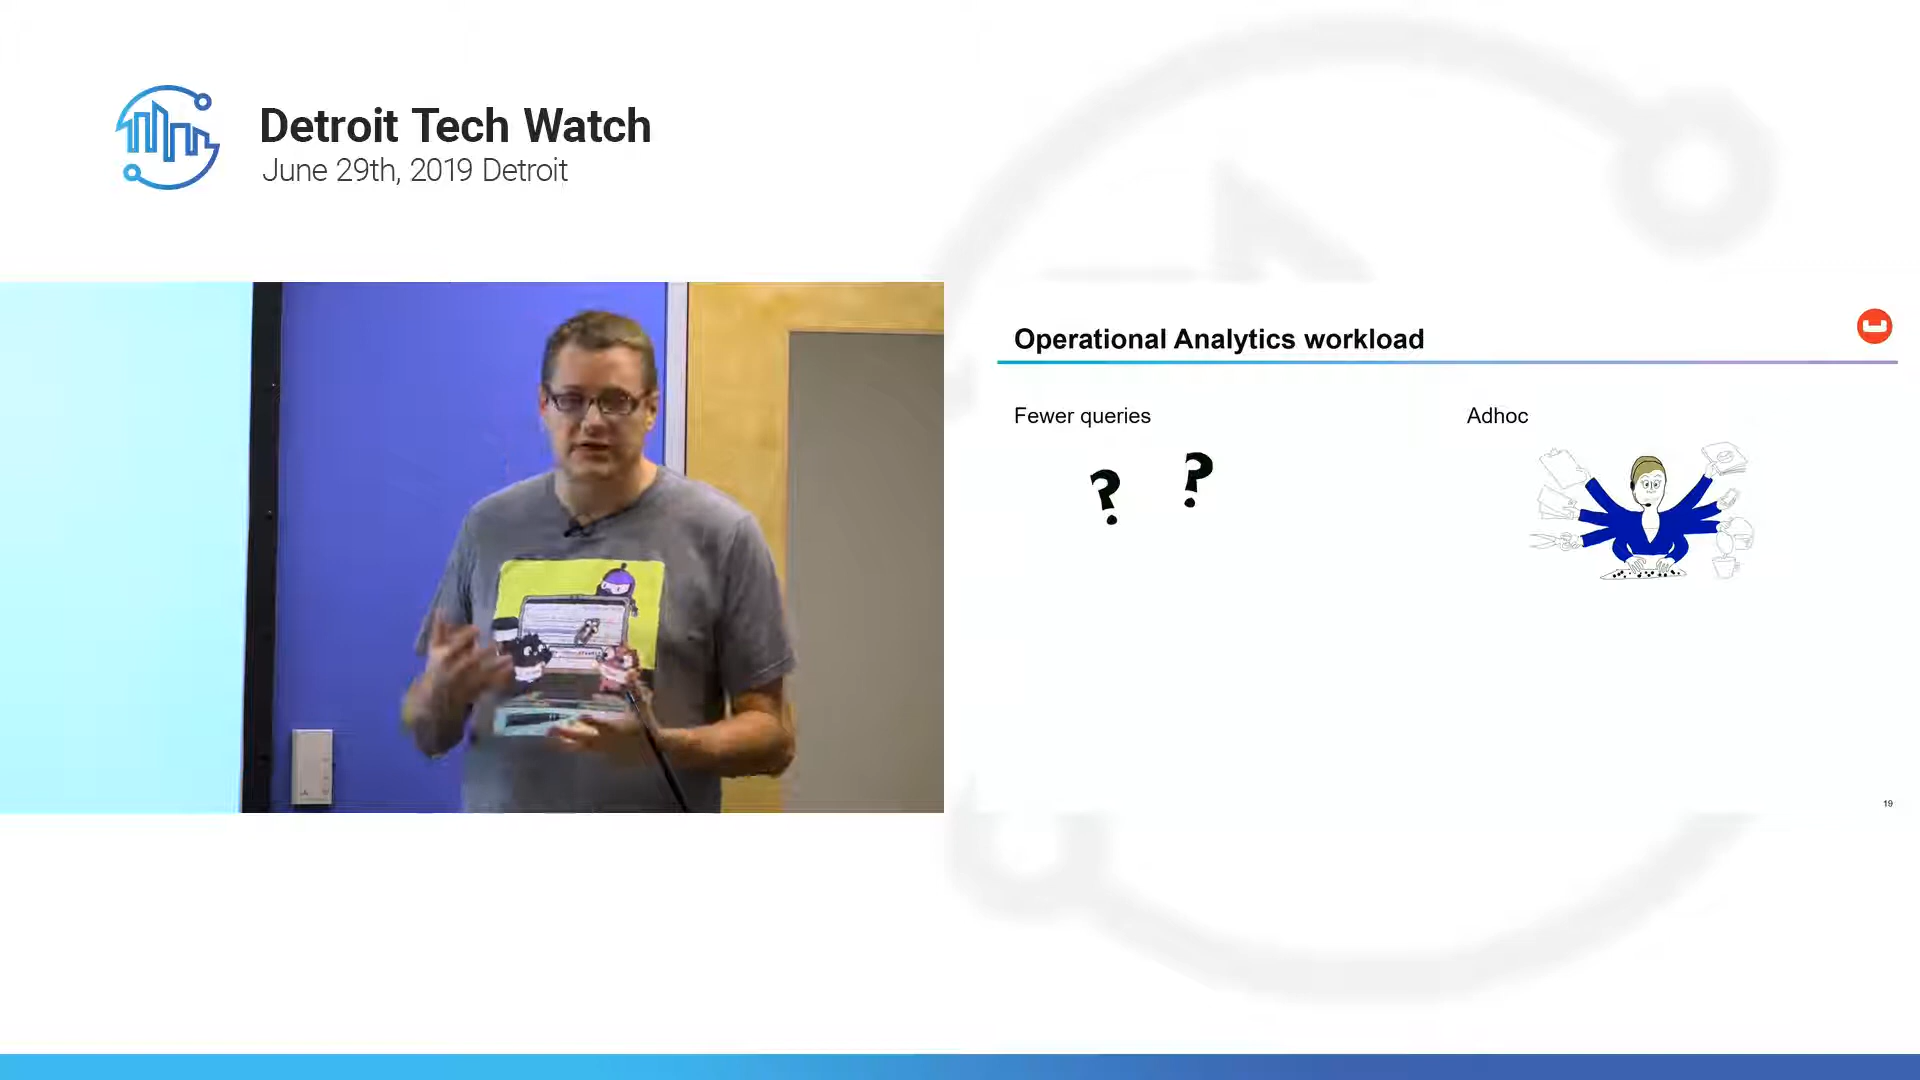 Detroit Tech Watch
June 29th, 2019 Detroit
Operational Analytics workload
Fewer queries
Adhoc
? ?
19